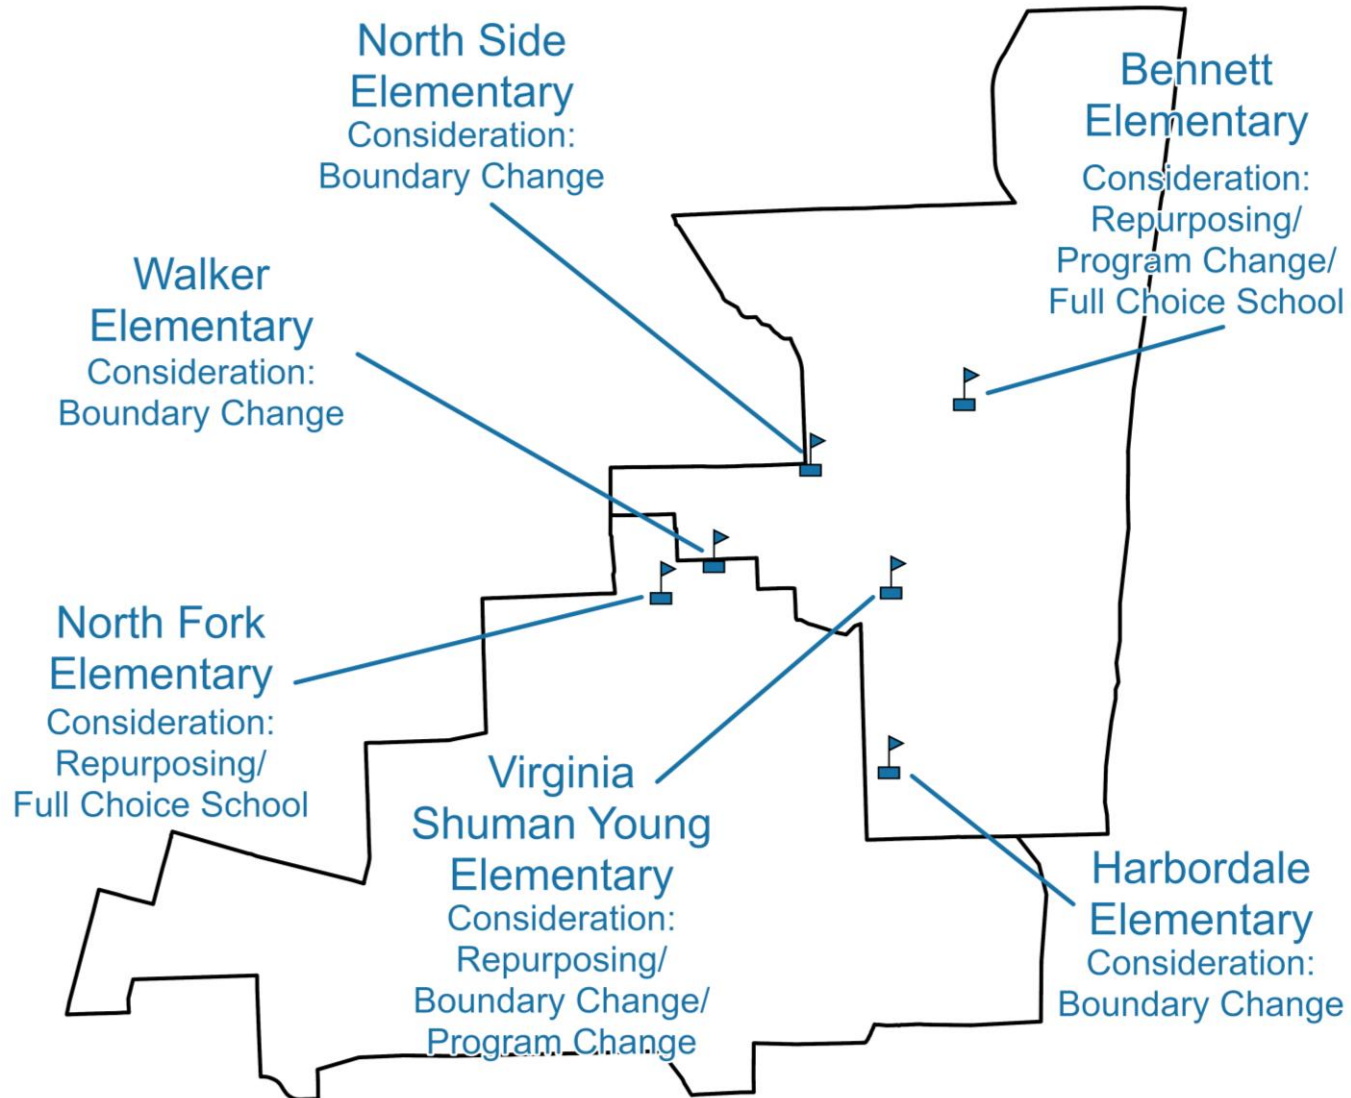 North Side
Elementary
Consideration:
Boundary Change
Bennett
Elementary
Consideration:
Repurposing/
Program Change/
Full Choice School
Walker
Elementary
Consideration:
Boundary Change
North Fork
Elementary
Consideration:
Repurposing/
Full Choice School
Virginia
Shuman Young
Elementary
Consideration:
Repurposing/
Boundary Change/
Program Change
Harbordale
Elementary
Consideration:
Boundary Change